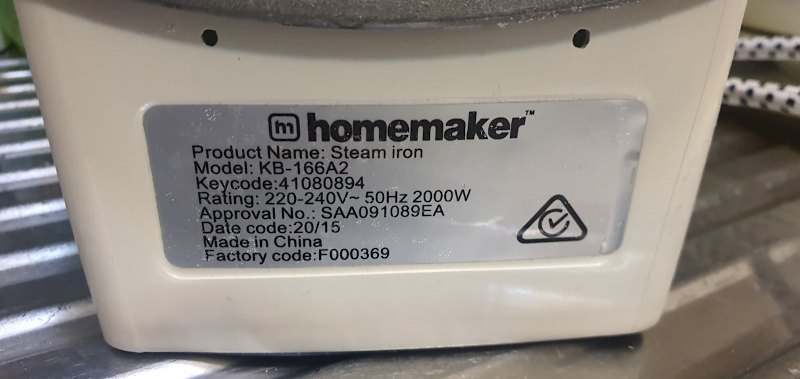 m homemaker™
Product Name: Steam iron
Model: KB-166A2
Keycode:41080894
Rating: 220-240V~ 50Hz 2000W
Approval No.: SAA091089EA
Date code:20/15
Made in China
Factory code:F000369